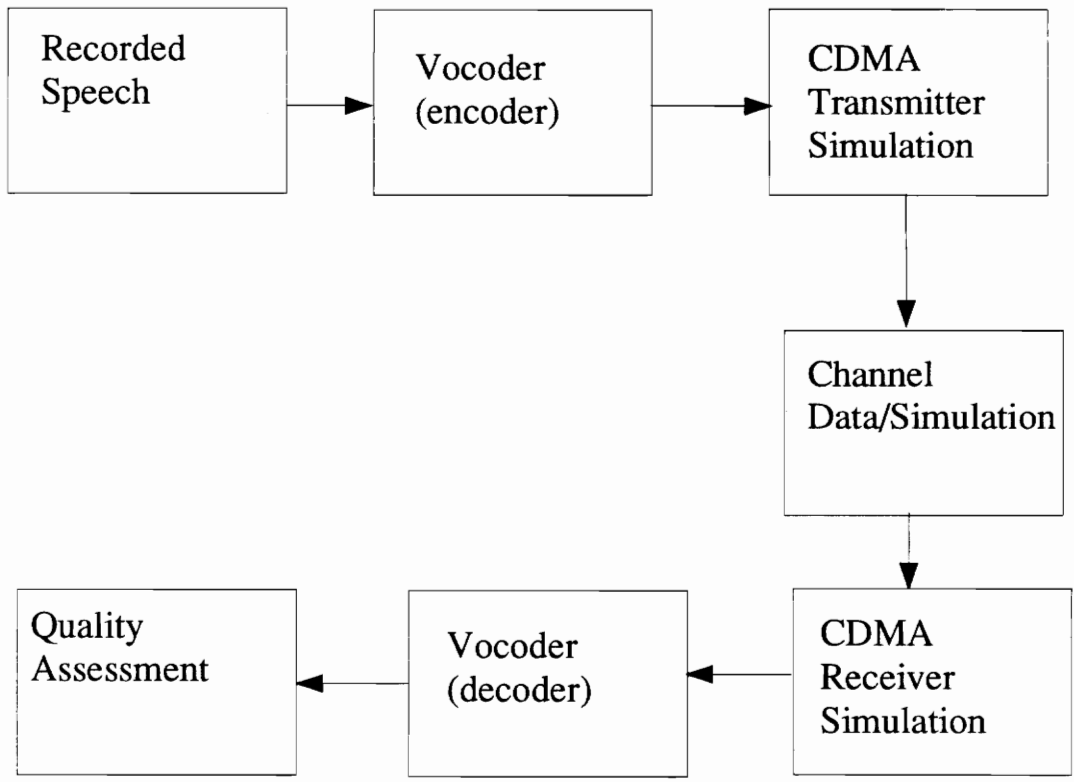 Recorded
Speech
Vocoder
(encoder)
CDMA
Transmitter
Simulation
Channel
Data/Simulation
CDMA
Receiver
Simulation
Vocoder
(decoder)
Quality
Assessment